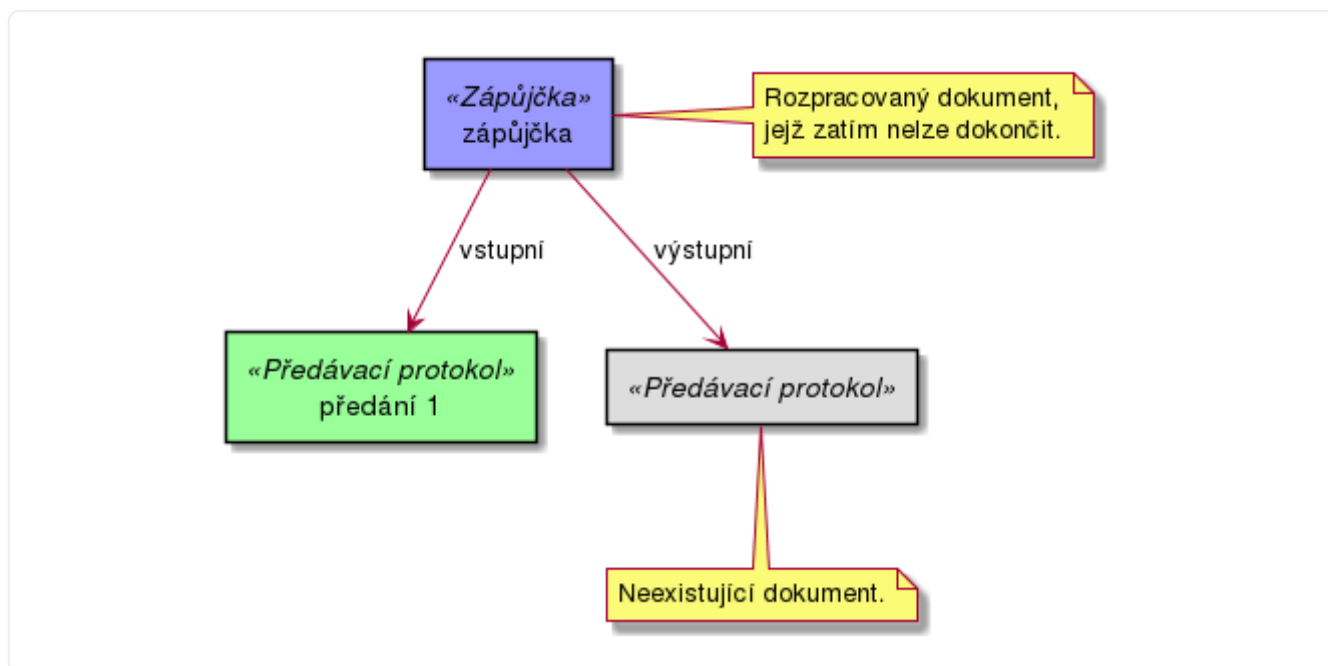 «Zápůjčka»
zápůjčka
Rozpracovaný dokument,
jejž zatím nelze dokončit.
vstupní
výstupní
«Předávací protokol»
předání 1
«Předávací protokol»
Neexistující dokument.